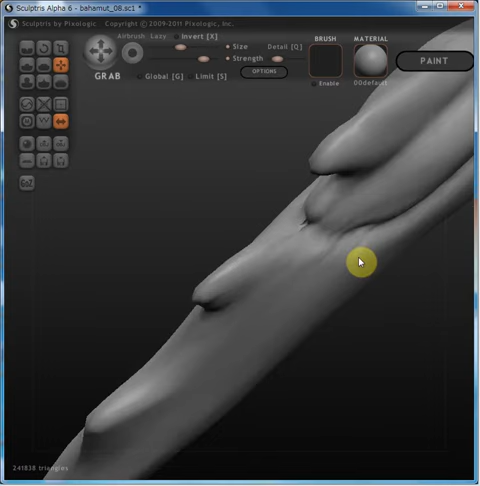 Sculptris Alpha 6 - bahamut_08.sc1 *
Sculptris by Pixologic Copyright © 2009-2011 Pixologic, Inc.
Airbrush Lazy Invert [X]
Size Detail [Q]
Strength
GRAB
Global [G] Limit [S]
OPTIONS
BRUSH
Enable
MATERIAL
00default
PAINT
241838 triangles